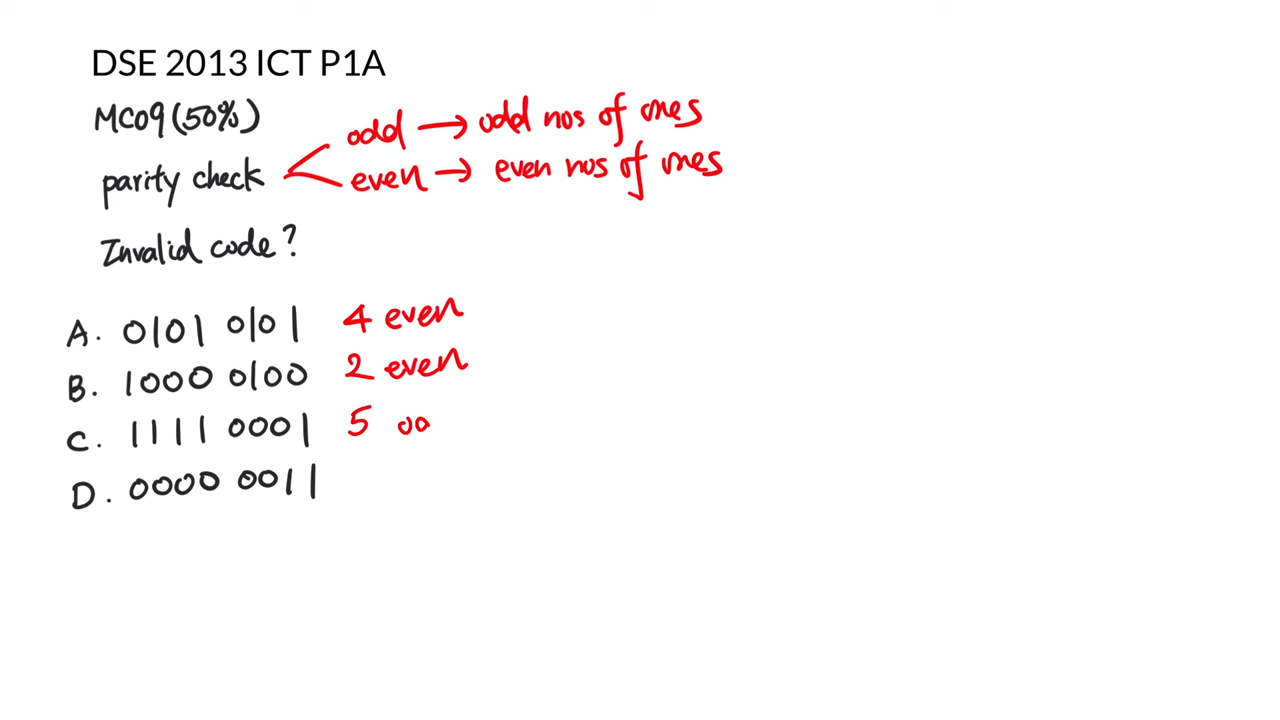 DSE 2013 ICT P1A
MC09 (50%)
odd → odd nos of ones
parity check
even → even nos of ones
Invalid code?
A. 0101 0101 4 even
B. 1000 0100 2 even
C. 1111 0001 5 od
D. 0000 0011